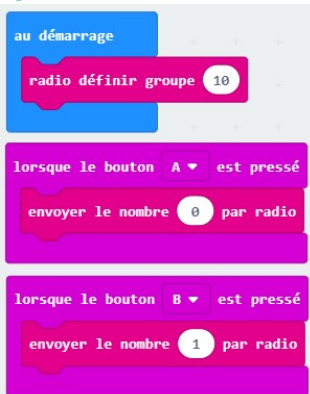 au démarrage
radio définir groupe 10
lorsque le bouton A est pressé
envoyer le nombre 0 par radio
lorsque le bouton B est pressé
envoyer le nombre 1 par radio